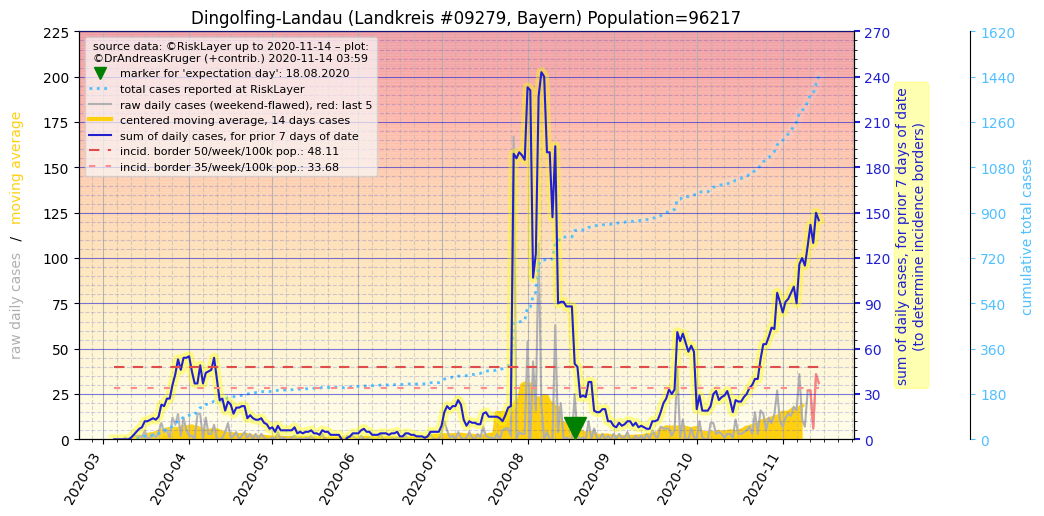 Dingolfing-Landau (Landkreis #09279, Bayern) Population=96217
source data: ©RiskLayer up to 2020-11-14 – plot:
©DrAndreasKruger (+contrib.) 2020-11-14 03:59
marker for 'expectation day': 18.08.2020
total cases reported at RiskLayer
raw daily cases (weekend-flawed), red: last 5
centered moving average, 14 days cases
sum of daily cases, for prior 7 days of date
incid. border 50/week/100k pop.: 48.11
incid. border 35/week/100k pop.: 33.68
raw daily cases / moving average
225
200
175
150
125
100
75
50
25
0
2020-03
2020-04
2020-05
2020-06
2020-07
2020-08
2020-09
2020-10
2020-11
270
240
210
180
150
120
90
60
30
0
sum of daily cases, for prior 7 days of date
(to determine incidence borders)
1620
1440
1260
1080
900
720
540
360
180
0
cumulative total cases